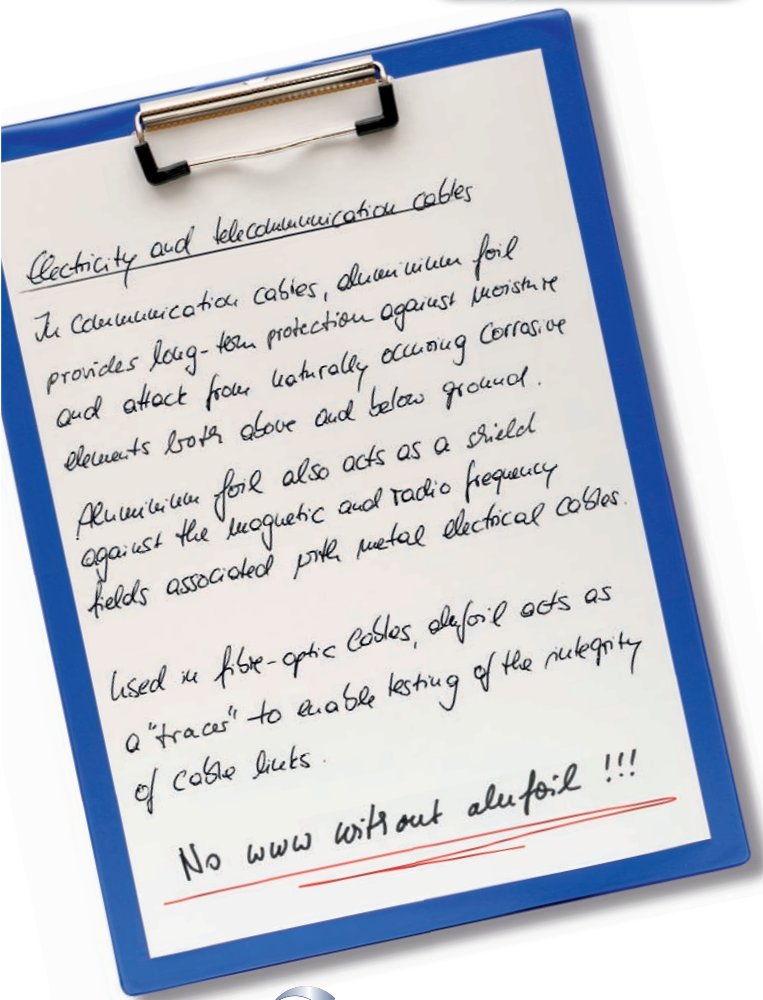 Electricity and telecommunication cables
In communication cables, aluminium foil
provides long-term protection against moisture
and attack from naturally occuring corrosive
elements both above and below ground.
Aluminium foil also acts as a shield
against the magnetic and radio frequency
fields associated with metal electrical cables.
Used in fibre-optic cables, alufoil acts as
a "tracer" to enable testing of the integrity
of cable links.
No www without alufoil !!!